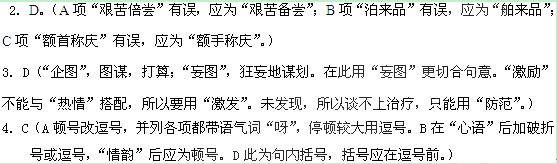 2. D。（A项“艰苦倍尝”有误，应为“艰苦备尝”；B项“泊来品”有误，应为“舶来品”；
C项“额首称庆”有误，应为“额手称庆”。）
3. D（“企图”，图谋，打算；“妄图”，狂妄地谋划。在此用“妄图”更切合句意。“激励”
不能与“热情”搭配，所以要用“激发”。未发现，所以谈不上治疗，只能用“防范”。）
4. C（A顿号改逗号，并列各项都带语气词“呀”，停顿较大用逗号。B在“心语”后加破折
号或逗号，“情韵”后应为顿号。D此为句内括号，括号应在逗号前。）